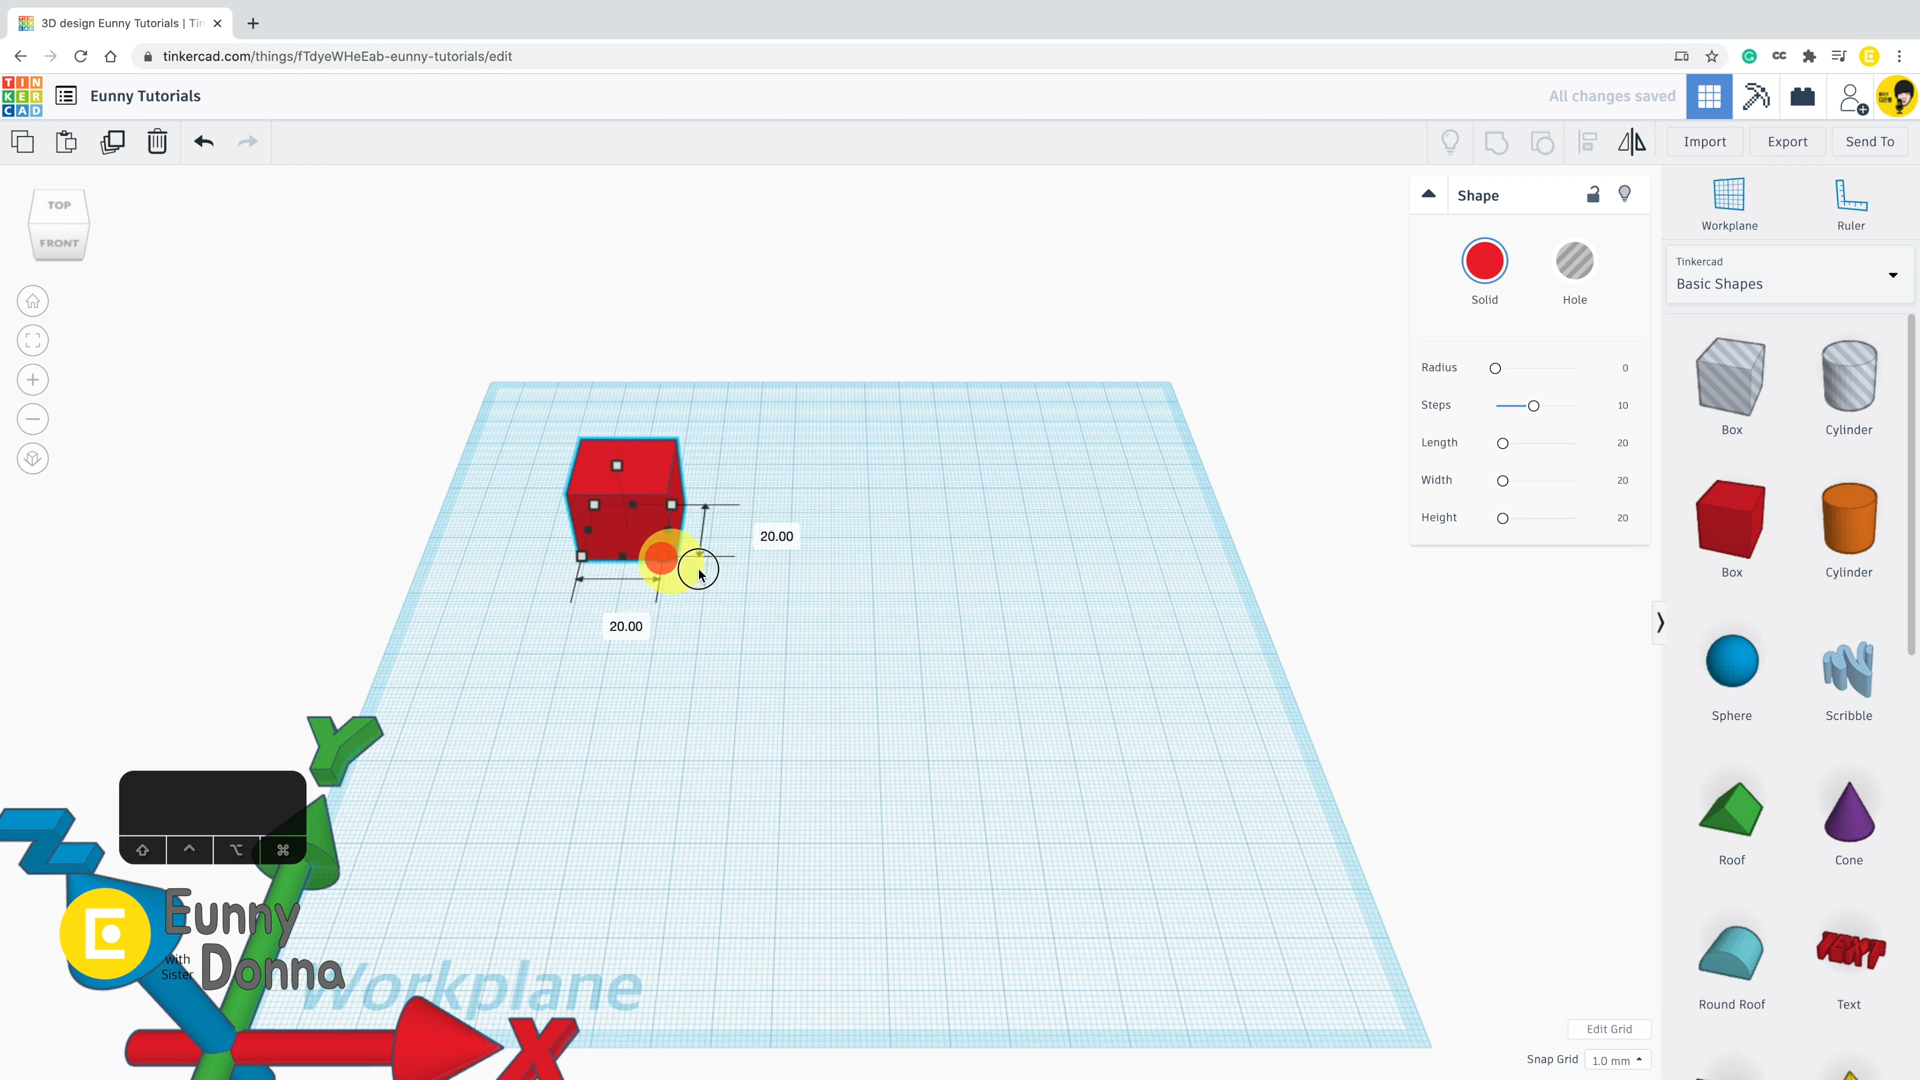 3D design Eunny Tutorials | Tin
tinkercad.com/things/fTdyeWHeEab-eunny-tutorials/edit
TIN
KER
CAD
Eunny Tutorials
All changes saved
Import
Export
Send To
TOP
FRONT
Shape
Solid
Hole
Radius
0
Steps
10
Length
20
Width
20
Height
20
Workplane
Ruler
Tinkercad
Basic Shapes
Box
Cylinder
Box
Cylinder
Sphere
Scribble
Roof
Cone
Round Roof
TEXT
Text
20.00
20.00
Y
Z
X
Eunny
with
Sister
Donna
Workplane
Edit Grid
Snap Grid
1.0 mm